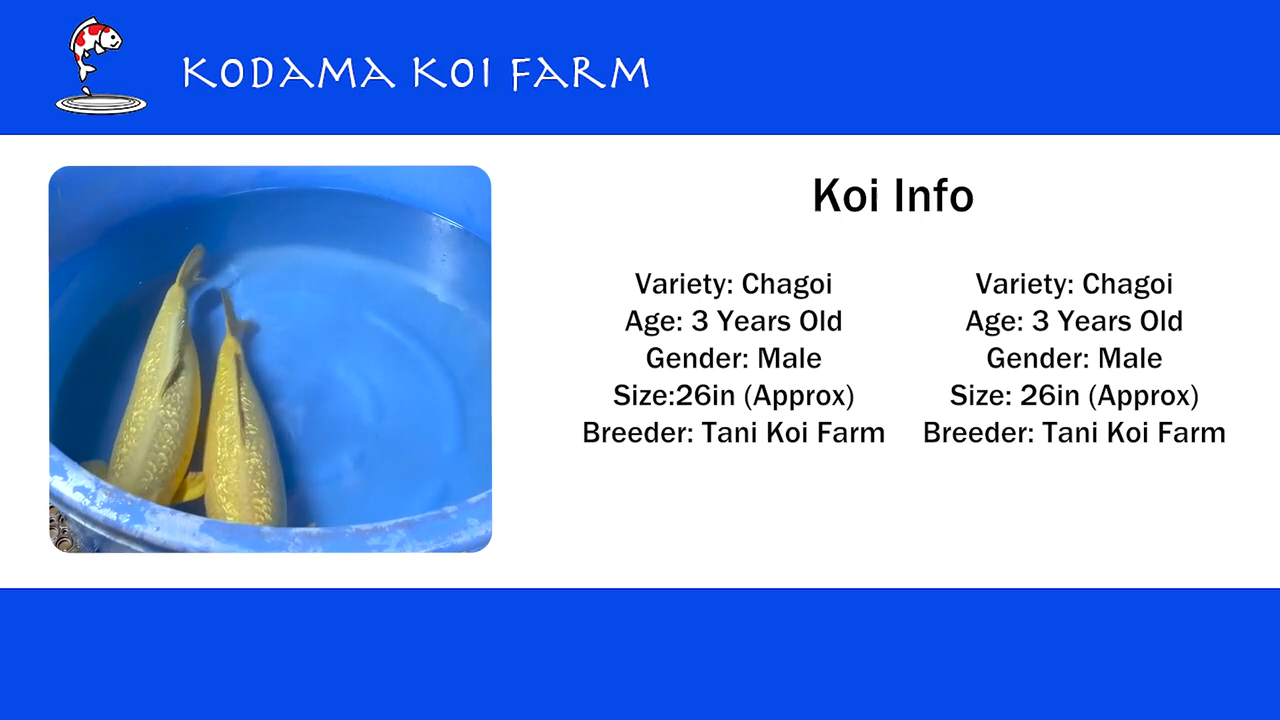 KODAMA KOI FARM
Koi Info
Variety: Chagoi
Age: 3 Years Old
Gender: Male
Size:26in (Approx)
Breeder: Tani Koi Farm
Variety: Chagoi
Age: 3 Years Old
Gender: Male
Size: 26in (Approx)
Breeder: Tani Koi Farm